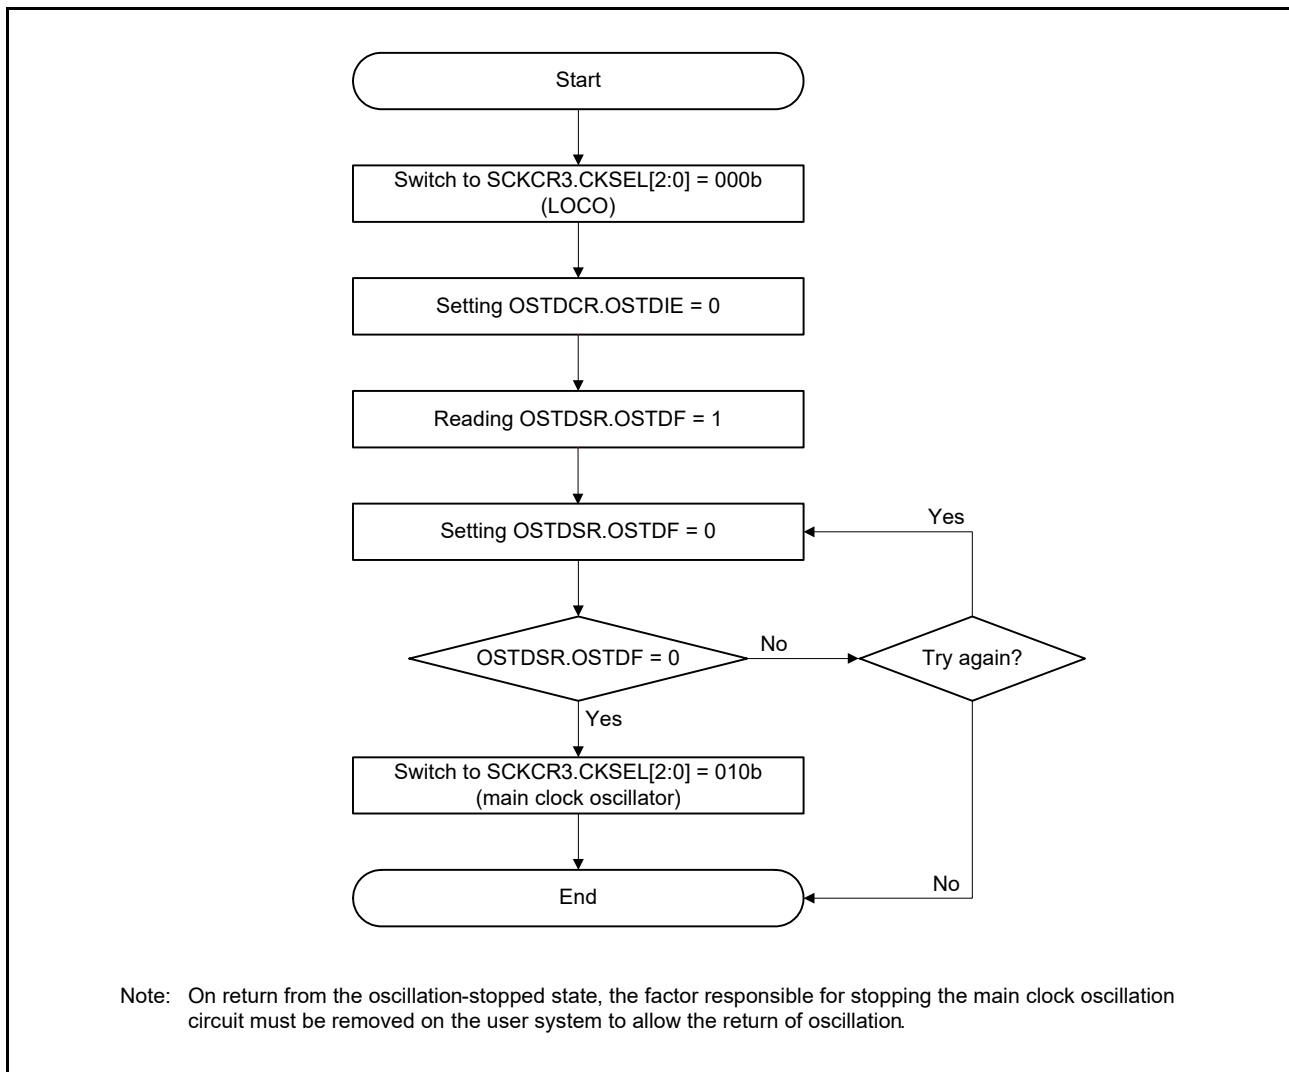 Start
Switch to SCKCR3.CKSEL[2:0] = 000b
(LOCO)
Setting OSTDCR.OSTDIE = 0
Reading OSTDSR.OSTDF = 1
Setting OSTDSR.OSTDF = 0
Yes
OSTDSR.OSTDF = 0
No
Try again?
Yes
Switch to SCKCR3.CKSEL[2:0] = 010b
(main clock oscillator)
No
End
Note: On return from the oscillation-stopped state, the factor responsible for stopping the main clock oscillation
circuit must be removed on the user system to allow the return of oscillation.